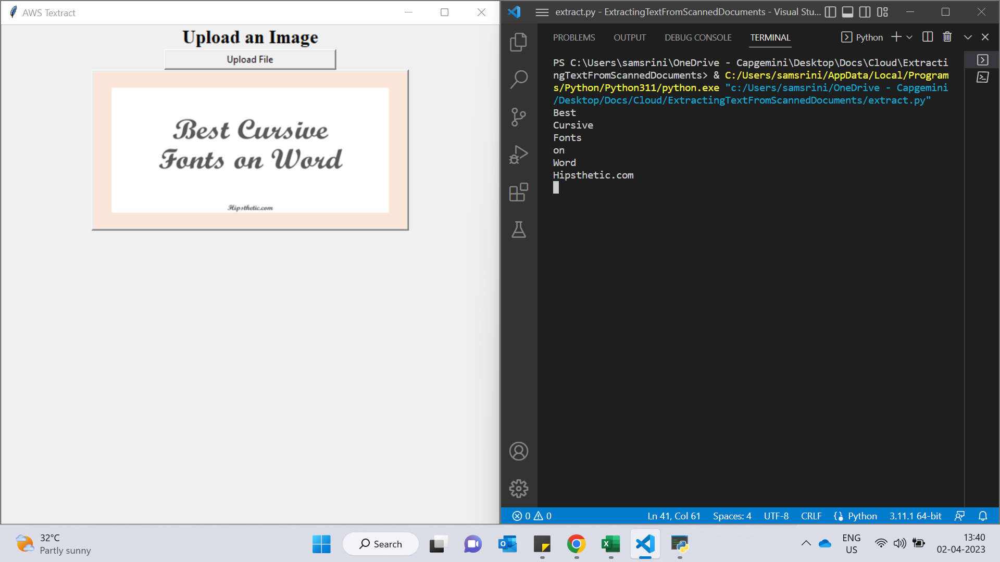 AWS Textract
Upload an Image
Upload File
Best Cursive
Fonts on Word
Hipsthetic.com
extract.py - ExtractingTextFromScannedDocuments - Visual Stu...
PROBLEMS OUTPUT DEBUG CONSOLE TERMINAL Python
PS C:\Users\samsrini\OneDrive - Capgemini\Desktop\Docs\Cloud\Extracti
ngTextFromScannedDocuments> & C:/Users/samsrini/AppData/Local/Program
s/Python/Python311/python.exe "c:/Users/samsrini/OneDrive - Capgemini
/Desktop/Docs/Cloud/ExtractingTextFromScannedDocuments/extract.py"
Best
Cursive
Fonts
on
Word
Hipsthetic.com
0 0 Ln 41, Col 61 Spaces: 4 UTF-8 CRLF Python 3.11.1 64-bit
32°C
Partly sunny
Search
ENG
US
13:40
02-04-2023